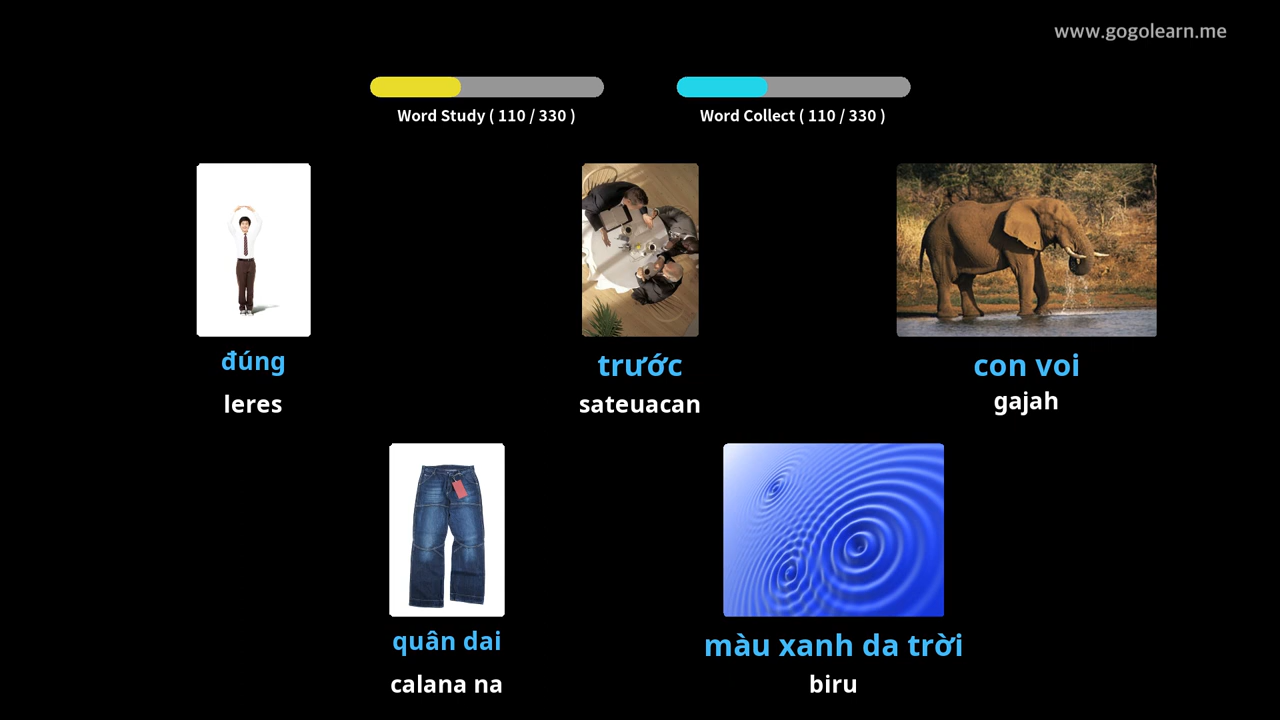 www.gogolearn.me
Word Study ( 110 / 330 )
Word Collect ( 110 / 330 )
đúng
leres
trước
sateuacan
con voi
gajah
quân dai
calana na
màu xanh da trời
biru